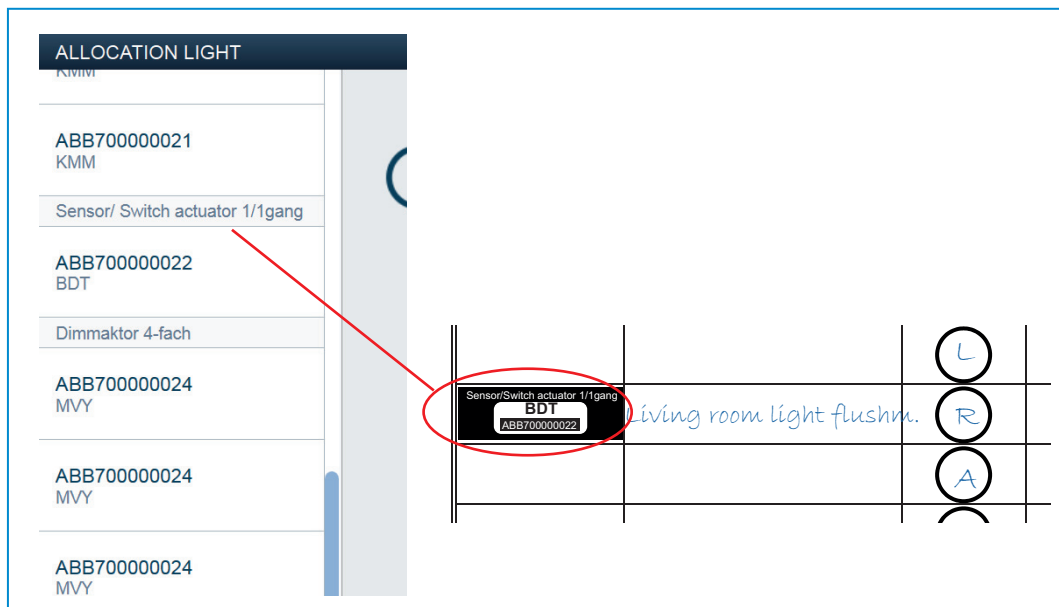 ALLOCATION LIGHT
KMM
ABB700000021
KMM
Sensor/ Switch actuator 1/1gang
ABB700000022
BDT
Dimmaktor 4-fach
ABB700000024
MVY
ABB700000024
MVY
ABB700000024
MVY
L
Sensor/Switch actuator 1/1gang
BDT
ABB700000022
Living room light flushm.
R
A